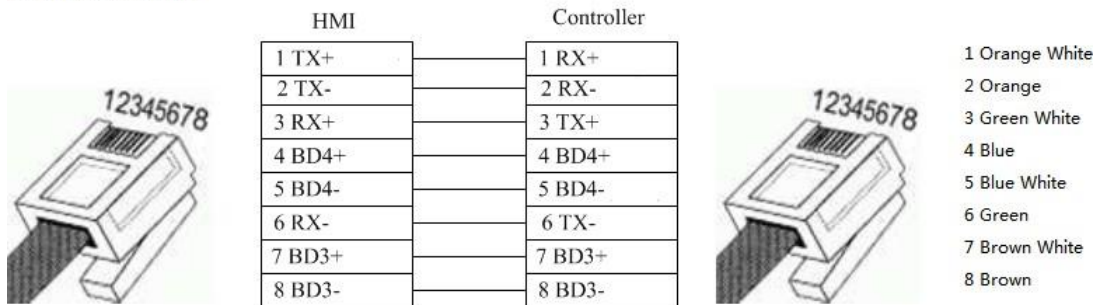 HMI
Controller
1 TX+
1 RX+
1 Orange White
2 TX-
2 RX-
2 Orange
12345678
12345678
3 RX+
3 TX+
3 Green White
4 BD4+
4 BD4+
4 Blue
5 BD4-
5 BD4-
5 Blue White
6 RX-
6 TX-
6 Green
7 BD3+
7 BD3+
7 Brown White
8 BD3-
8 BD3-
8 Brown